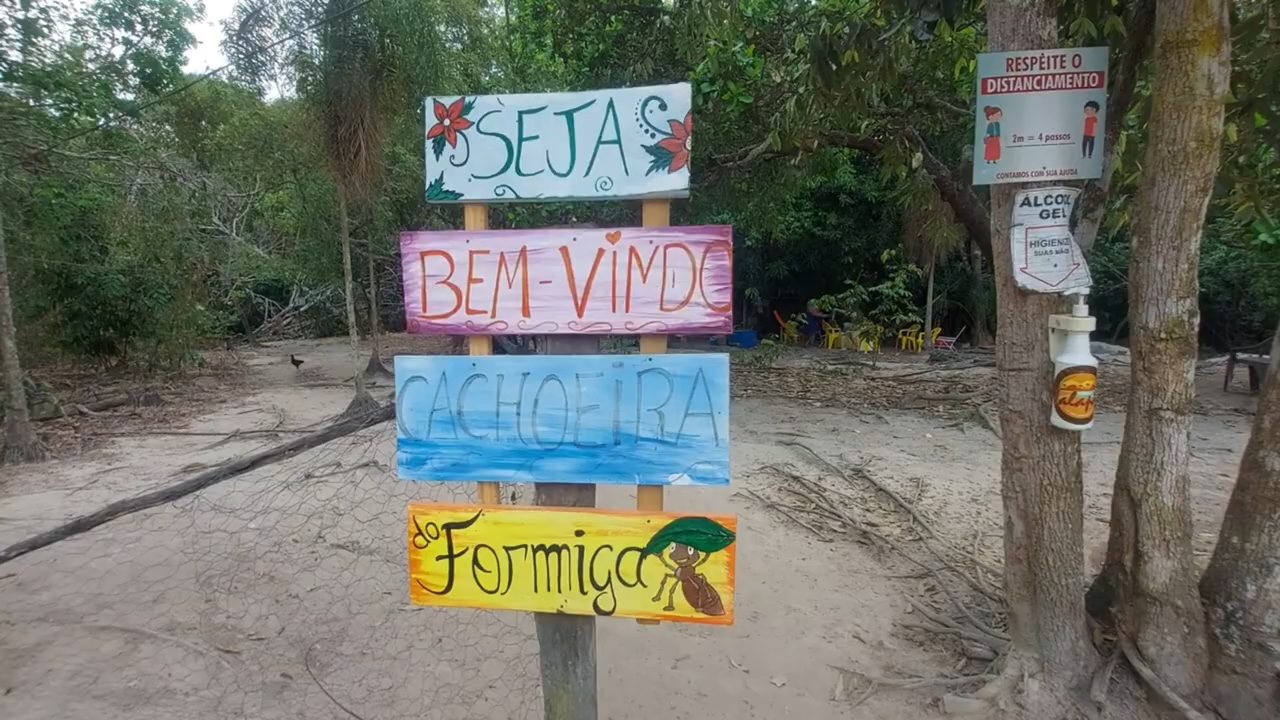 SEJA
BEM-VINDO
CACHOEIRA
do Formiga
RESPEITE O
DISTANCIAMENTO
2m = 4 passos
CONTAMOS COM SUA AJUDA
ÁLCOOL
GEL
HIGIENIZE
SUAS